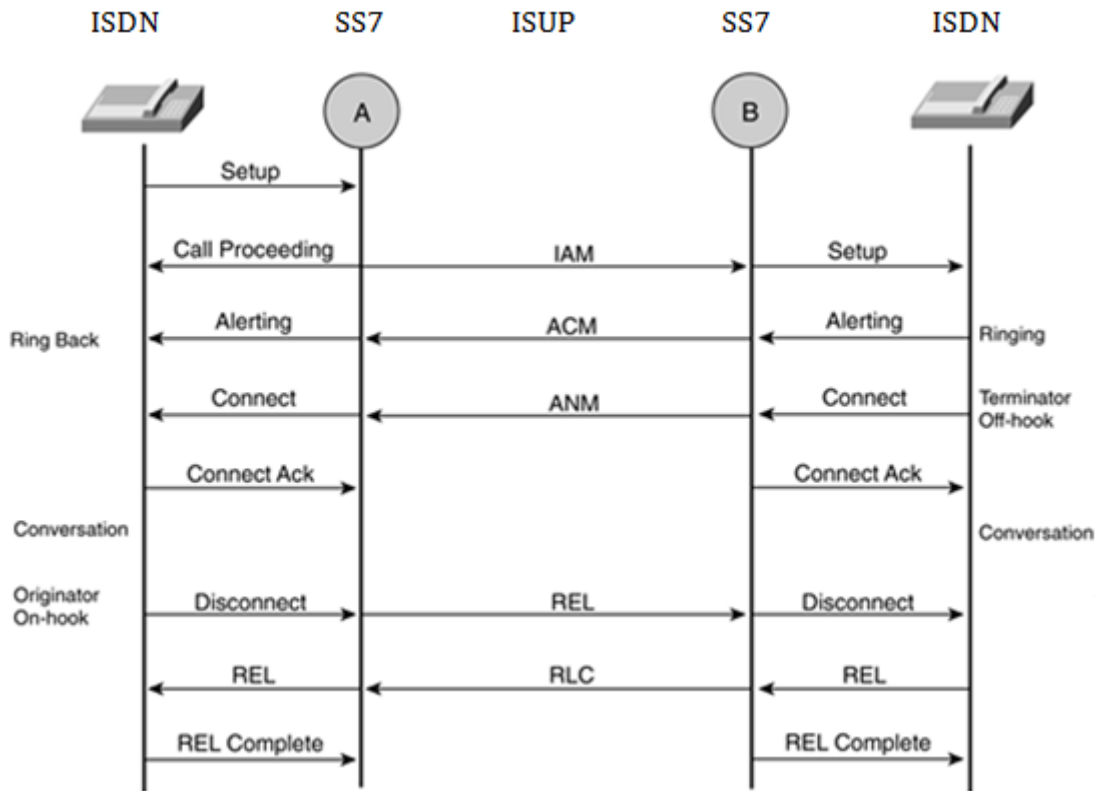 ISDN SS7 ISUP SS7 ISDN
A B
Setup
Call Proceeding IAM Setup
Ring Back Alerting ACM Alerting Ringing
Connect ANM Connect Terminator
Off-hook
Connect Ack Connect Ack
Conversation Conversation
Originator
On-hook Disconnect REL Disconnect
REL RLC REL
REL Complete REL Complete